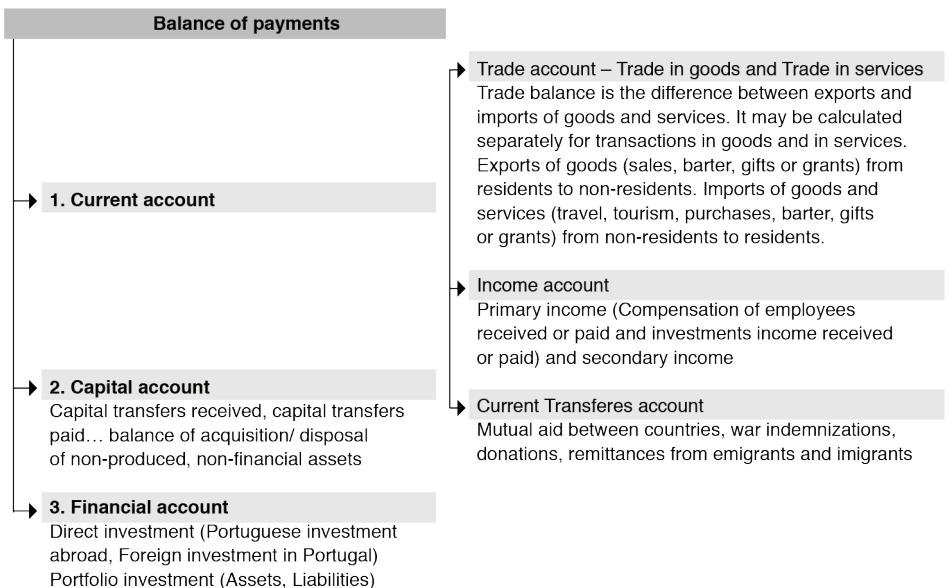 Balance of payments
1. Current account
Trade account – Trade in goods and Trade in services
Trade balance is the difference between exports and
imports of goods and services. It may be calculated
separately for transactions in goods and in services.
Exports of goods (sales, barter, gifts or grants) from
residents to non-residents. Imports of goods and
services (travel, tourism, purchases, barter, gifts
or grants) from non-residents to residents.
Income account
Primary income (Compensation of employees
received or paid and investments income received
or paid) and secondary income
Current Transferes account
Mutual aid between countries, war indemnizations,
donations, remittances from emigrants and imigrants
2. Capital account
Capital transfers received, capital transfers
paid… balance of acquisition/ disposal
of non-produced, non-financial assets
3. Financial account
Direct investment (Portuguese investment
abroad, Foreign investment in Portugal)
Portfolio investment (Assets, Liabilities)